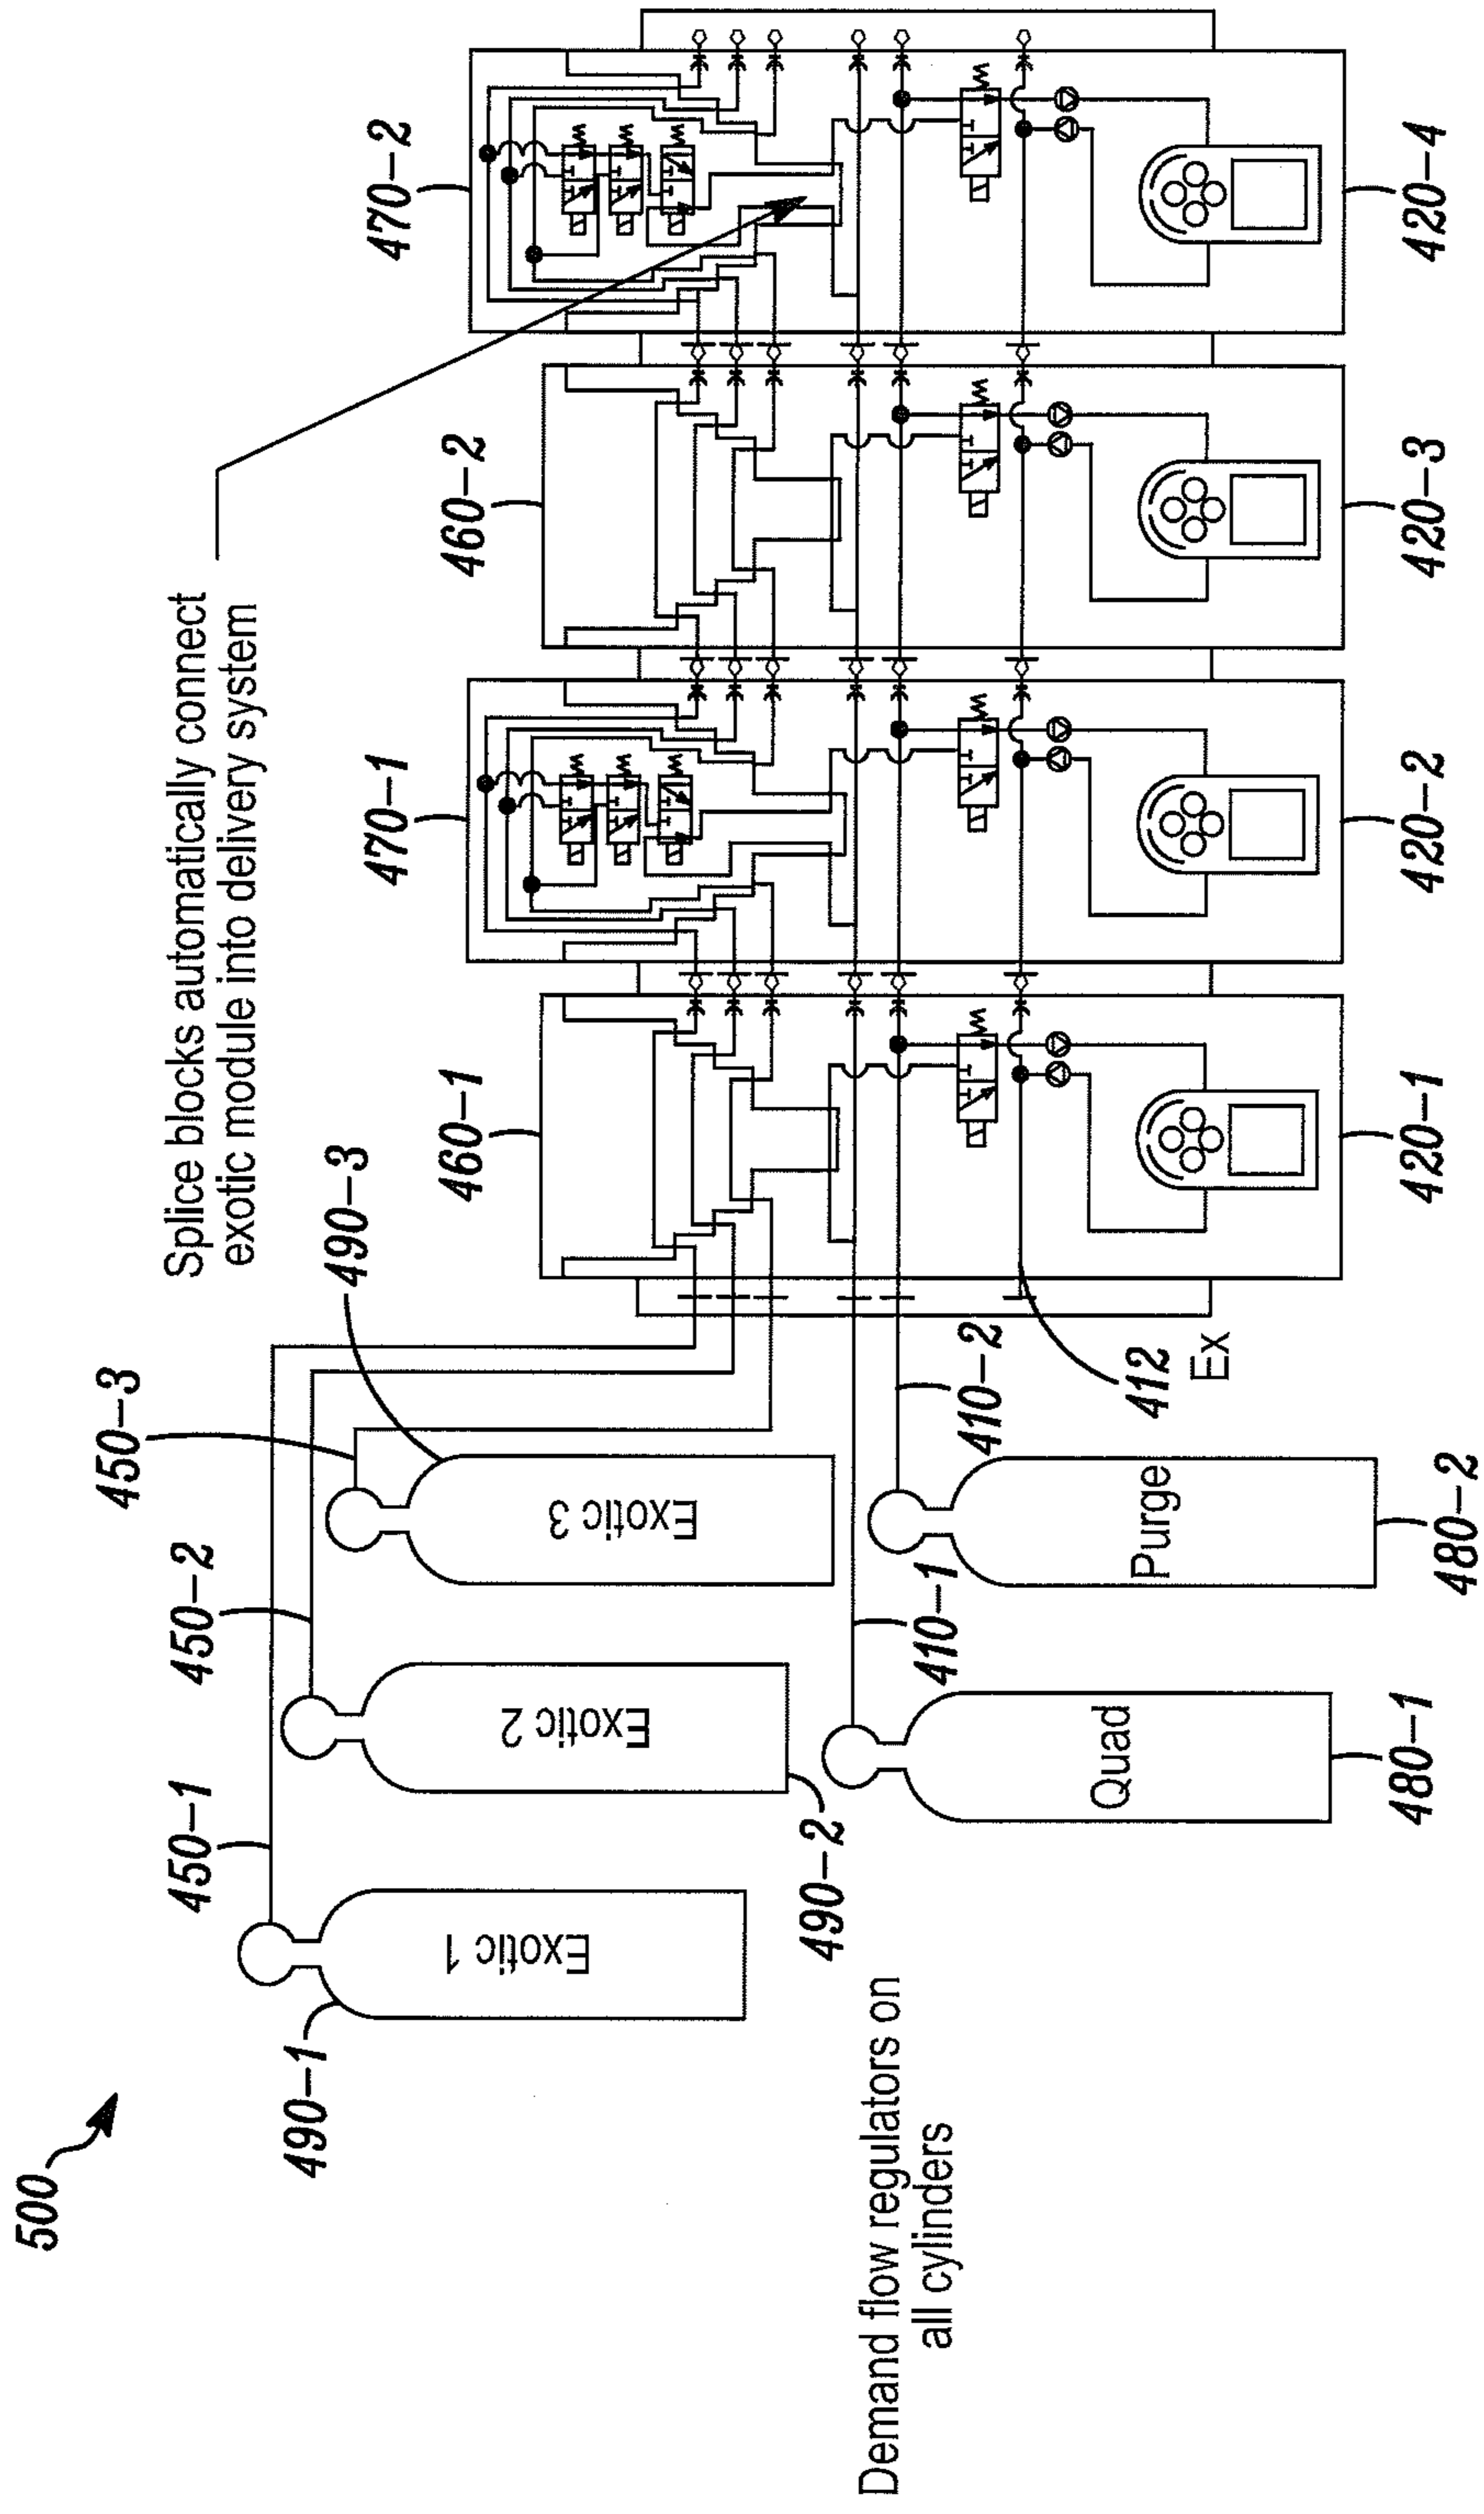 500
Splice blocks automatically connect
exotic module into delivery system
470-2
460-2
470-1
460-1
490-3
450-3
450-2
450-1
490-1
Exotic 1
Exotic 2
Exotic 3
490-2
Quad
Purge
410-1
410-2
412
Ex
480-1
480-2
420-1
420-2
420-3
420-4
Demand flow regulators on
all cylinders